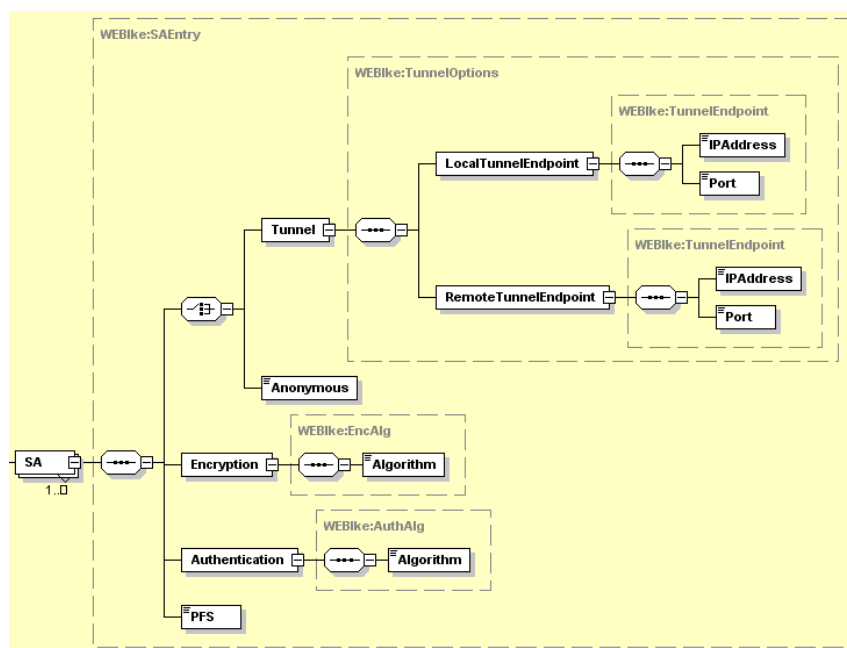 WEBIke:SAEntry
WEBIke:TunnelOptions
WEBIke:TunnelEndpoint
IPAddress
LocalTunnelEndpoint
Port
Tunnel
WEBIke:TunnelEndpoint
IPAddress
RemoteTunnelEndpoint
Port
Anonymous
WEBIke:EncAlg
SA
Encryption
Algorithm
1..
WEBIke:AuthAlg
Authentication
Algorithm
PFS